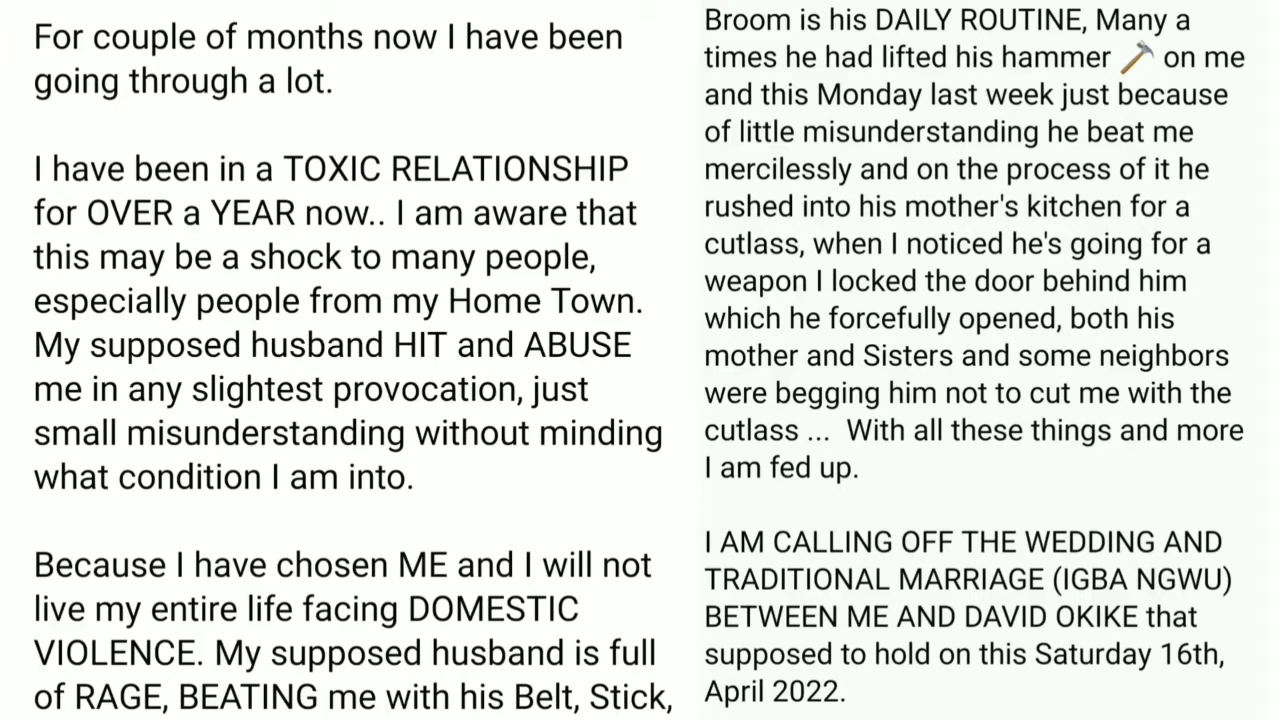 For couple of months now I have been
going through a lot.
I have been in a TOXIC RELATIONSHIP
for OVER a YEAR now.. I am aware that
this may be a shock to many people,
especially people from my Home Town.
My supposed husband HIT and ABUSE
me in any slightest provocation, just
small misunderstanding without minding
what condition I am into.
Because I have chosen ME and I will not
live my entire life facing DOMESTIC
VIOLENCE. My supposed husband is full
of RAGE, BEATING me with his Belt, Stick,
Broom is his DAILY ROUTINE, Many a
times he had lifted his hammer 🔨 on me
and this Monday last week just because
of little misunderstanding he beat me
mercilessly and on the process of it he
rushed into his mother's kitchen for a
cutlass, when I noticed he's going for a
weapon I locked the door behind him
which he forcefully opened, both his
mother and Sisters and some neighbors
were begging him not to cut me with the
cutlass ... With all these things and more
I am fed up.
I AM CALLING OFF THE WEDDING AND
TRADITIONAL MARRIAGE (IGBA NGWU)
BETWEEN ME AND DAVID OKIKE that
supposed to hold on this Saturday 16th,
April 2022.